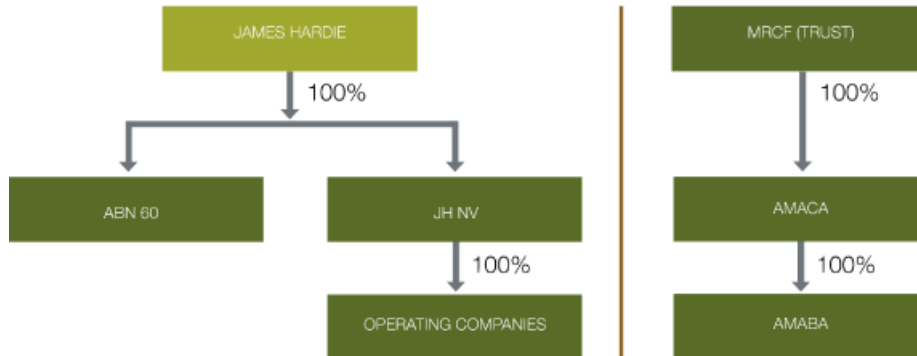 JAMES HARDIE
MRCF (TRUST)
100%
100%
ABN 60
JH NV
AMACA
100%
100%
OPERATING COMPANIES
AMABA